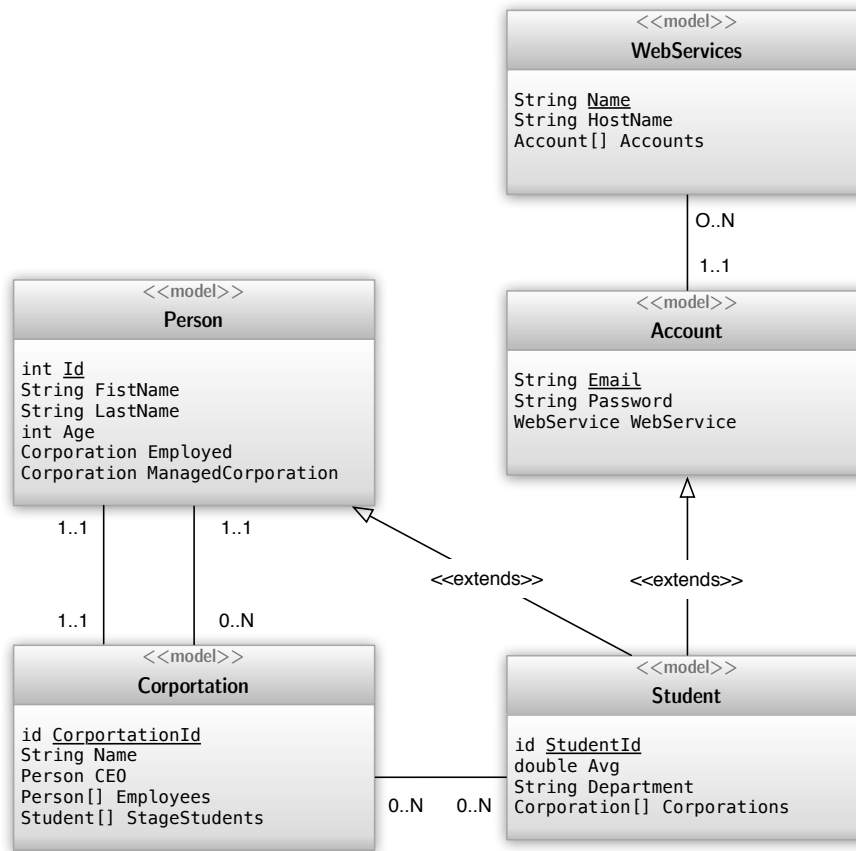 <<model>>
WebServices
String Name
String HostName
Account[] Accounts
O..N
1..1
<<model>>
Person
int Id
String FistName
String LastName
int Age
Corporation Employed
Corporation ManagedCorporation
<<model>>
Account
String Email
String Password
WebService WebService
1..1
1..1
<<extends>>
<<extends>>
1..1
0..N
<<model>>
Corportation
id CorportationId
String Name
Person CEO
Person[] Employees
Student[] StageStudents
0..N
0..N
<<model>>
Student
id StudentId
double Avg
String Department
Corporation[] Corporations